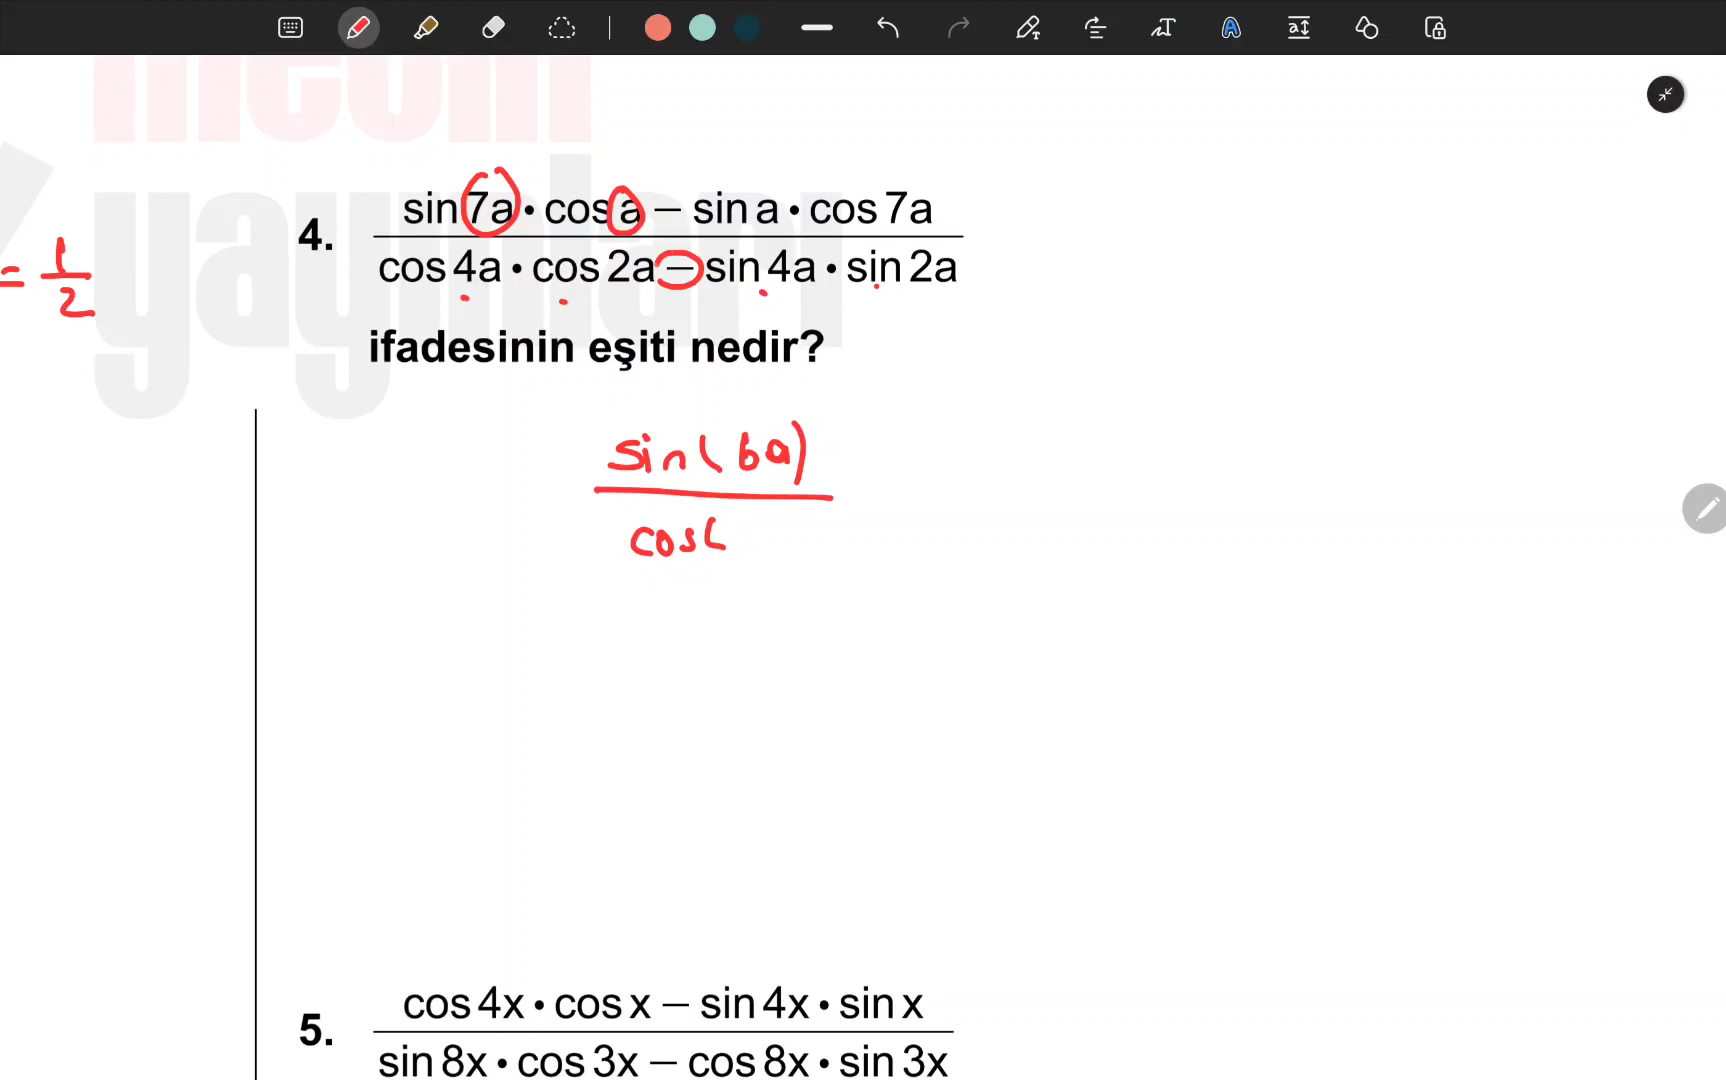 mecni
yayınları
4.
sin 7a • cos a – sin a • cos 7a
cos 4a • cos 2a – sin 4a • sin 2a
= 1/2
ifadesinin eşiti nedir?
sin(6a)
cos(
5.
cos 4x • cos x – sin 4x • sin x
sin 8x • cos 3x – cos 8x • sin 3x